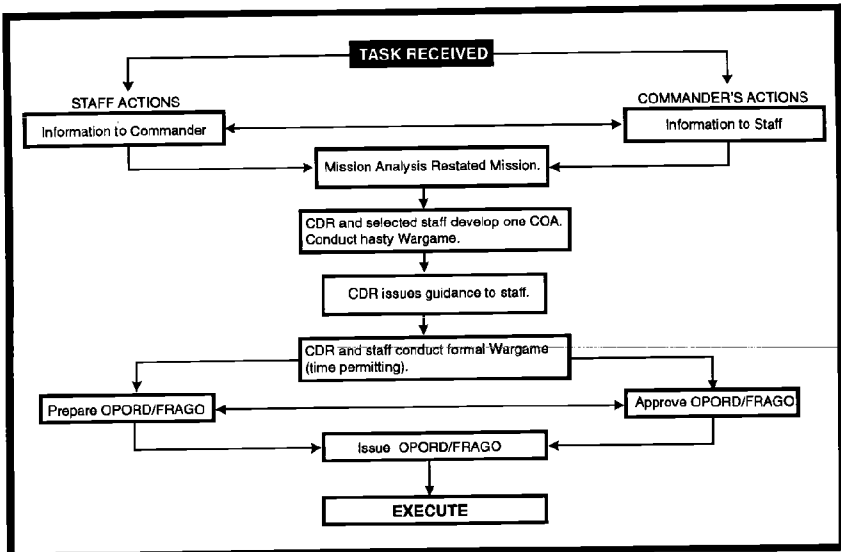 TASK RECEIVED
STAFF ACTIONS
COMMANDER'S ACTIONS
Information to Commander
Information to Staff
Mission Analysis Restated Mission.
CDR and selected staff develop one COA.
Conduct hasty Wargame.
CDR issues guidance to staff.
CDR and staff conduct formal Wargame
(time permitting).
Prepare OPORD/FRAGO
Approve OPORD/FRAGO
Issue OPORD/FRAGO
EXECUTE